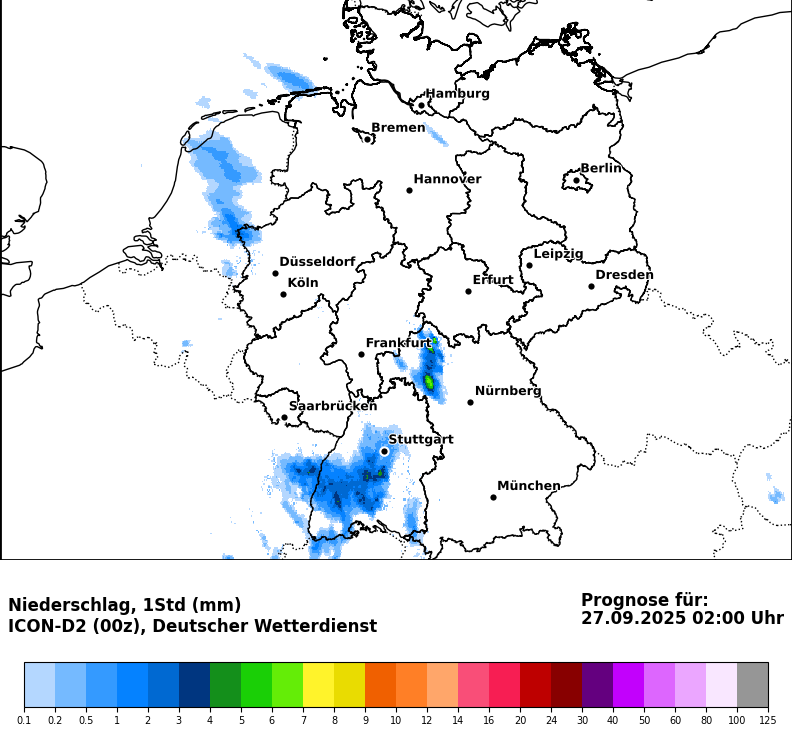 Hamburg
Bremen
Berlin
Hannover
Düsseldorf
Köln
Leipzig
Erfurt
Dresden
Frankfurt
Nürnberg
Saarbrücken
Stuttgart
München
Niederschlag, 1Std (mm)
ICON-D2 (00z), Deutscher Wetterdienst
Prognose für:
27.09.2025 02:00 Uhr
0.1 0.2 0.5 1 2 3 4 5 6 7 8 9 10 12 14 16 20 24 30 40 50 60 80 100 125